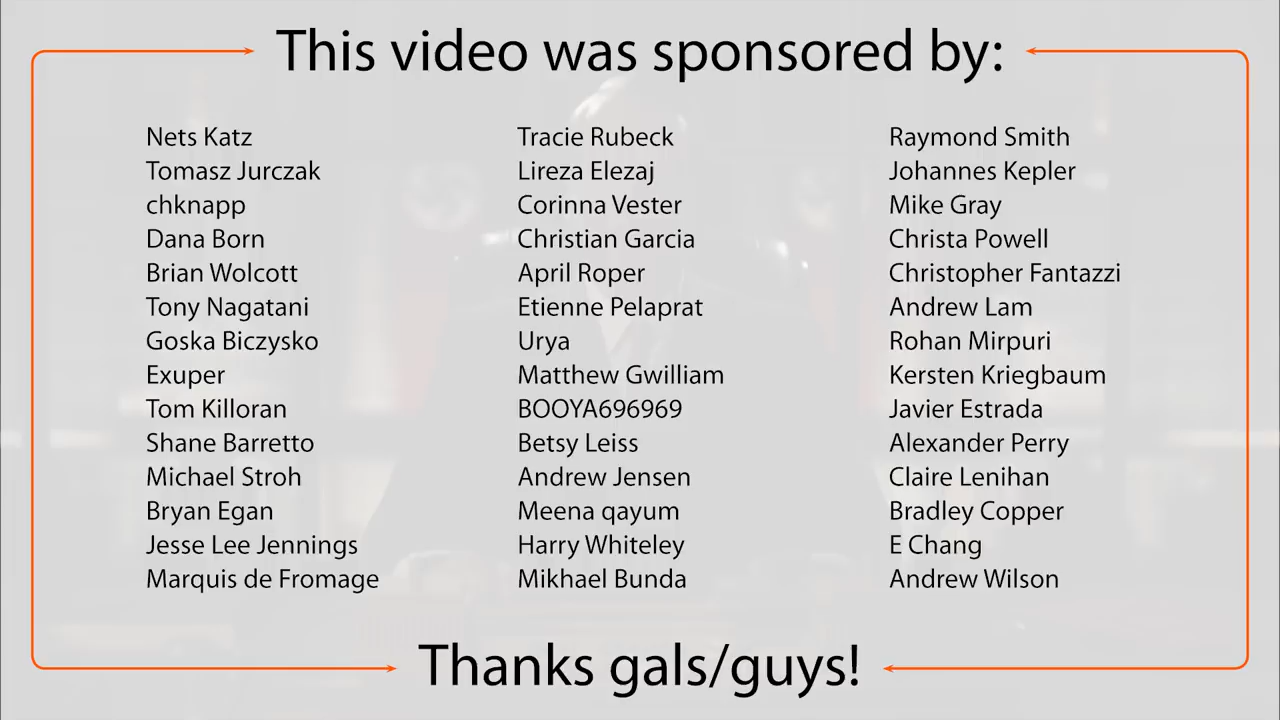 This video was sponsored by:
Nets Katz
Tomasz Jurczak
chknapp
Dana Born
Brian Wolcott
Tony Nagatani
Goska Biczysko
Exuper
Tom Killoran
Shane Barretto
Michael Stroh
Bryan Egan
Jesse Lee Jennings
Marquis de Fromage
Tracie Rubeck
Lireza Elezaj
Corinna Vester
Christian Garcia
April Roper
Etienne Pelaprat
Urya
Matthew Gwilliam
BOOYA696969
Betsy Leiss
Andrew Jensen
Meena qayum
Harry Whiteley
Mikhael Bunda
Raymond Smith
Johannes Kepler
Mike Gray
Christa Powell
Christopher Fantazzi
Andrew Lam
Rohan Mirpuri
Kersten Kriegbaum
Javier Estrada
Alexander Perry
Claire Lenihan
Bradley Copper
E Chang
Andrew Wilson
Thanks gals/guys!